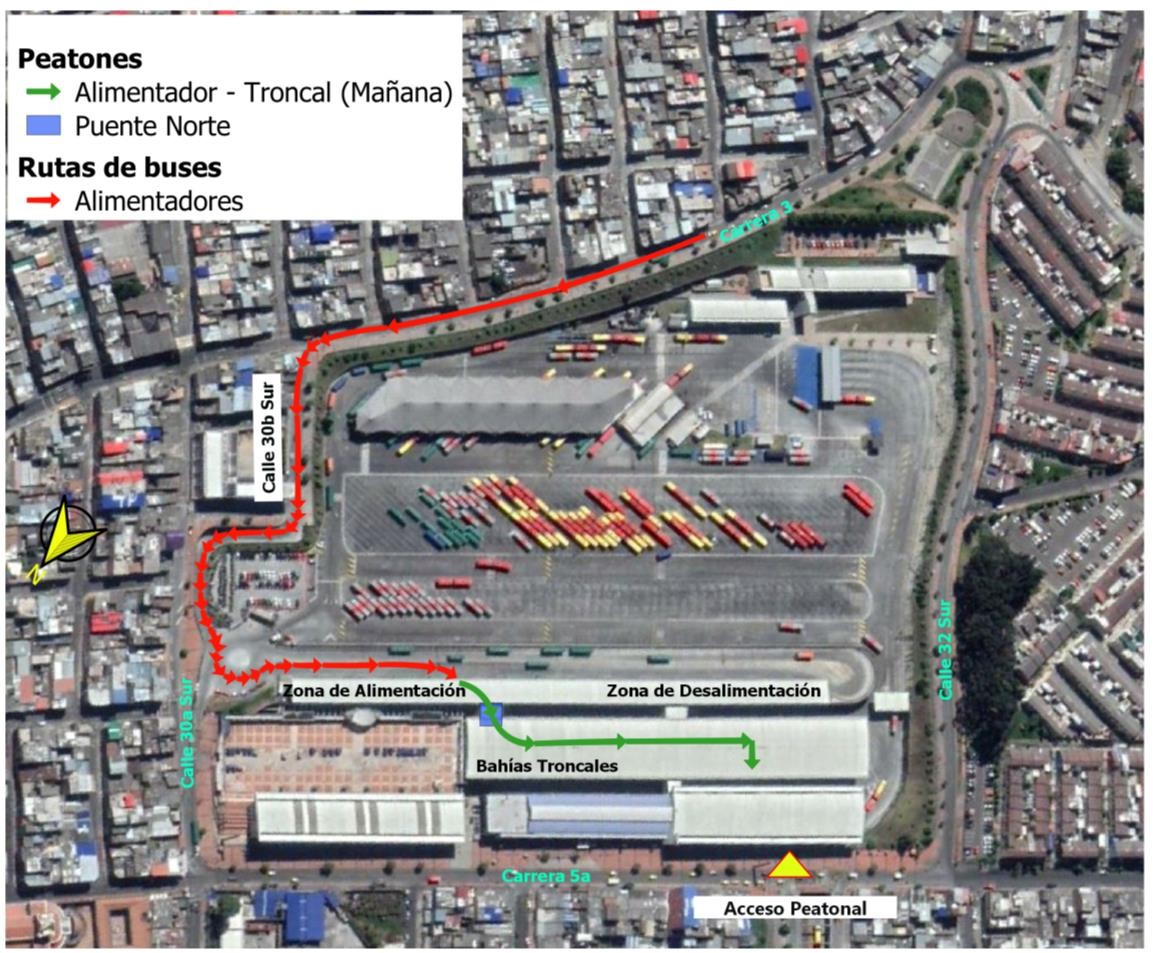 Peatones
Alimentador - Troncal (Mañana)
Puente Norte
Rutas de buses
Alimentadores
Carrera 3
Calle 30b Sur
N
Calle 32 Sur
Calle 30a Sur
Zona de Alimentación
Zona de Desalimentación
Bahías Troncales
Carrera 5a
Acceso Peatonal